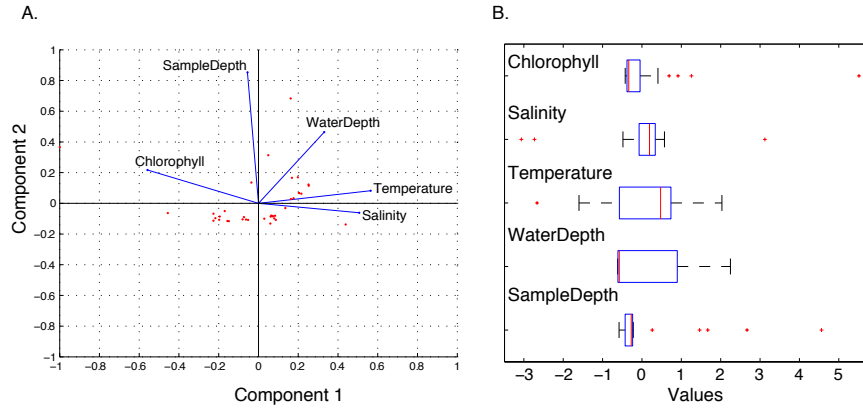 A.
1
0.8
0.6
0.4
0.2
0
−0.2
−0.4
−0.6
−0.8
−1
Component 2
SampleDepth
WaterDepth
Chlorophyll
Temperature
Salinity
−1 −0.8 −0.6 −0.4 −0.2 0 0.2 0.4 0.6 0.8 1
Component 1
B.
Chlorophyll
Salinity
Temperature
WaterDepth
SampleDepth
−3 −2 −1 0 1 2 3 4 5
Values